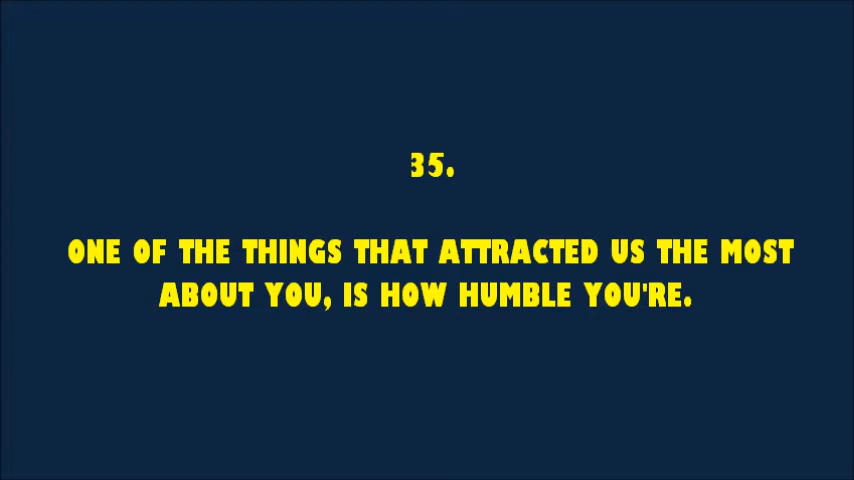 35.
ONE OF THE THINGS THAT ATTRACTED US THE MOST
ABOUT YOU, IS HOW HUMBLE YOU'RE.